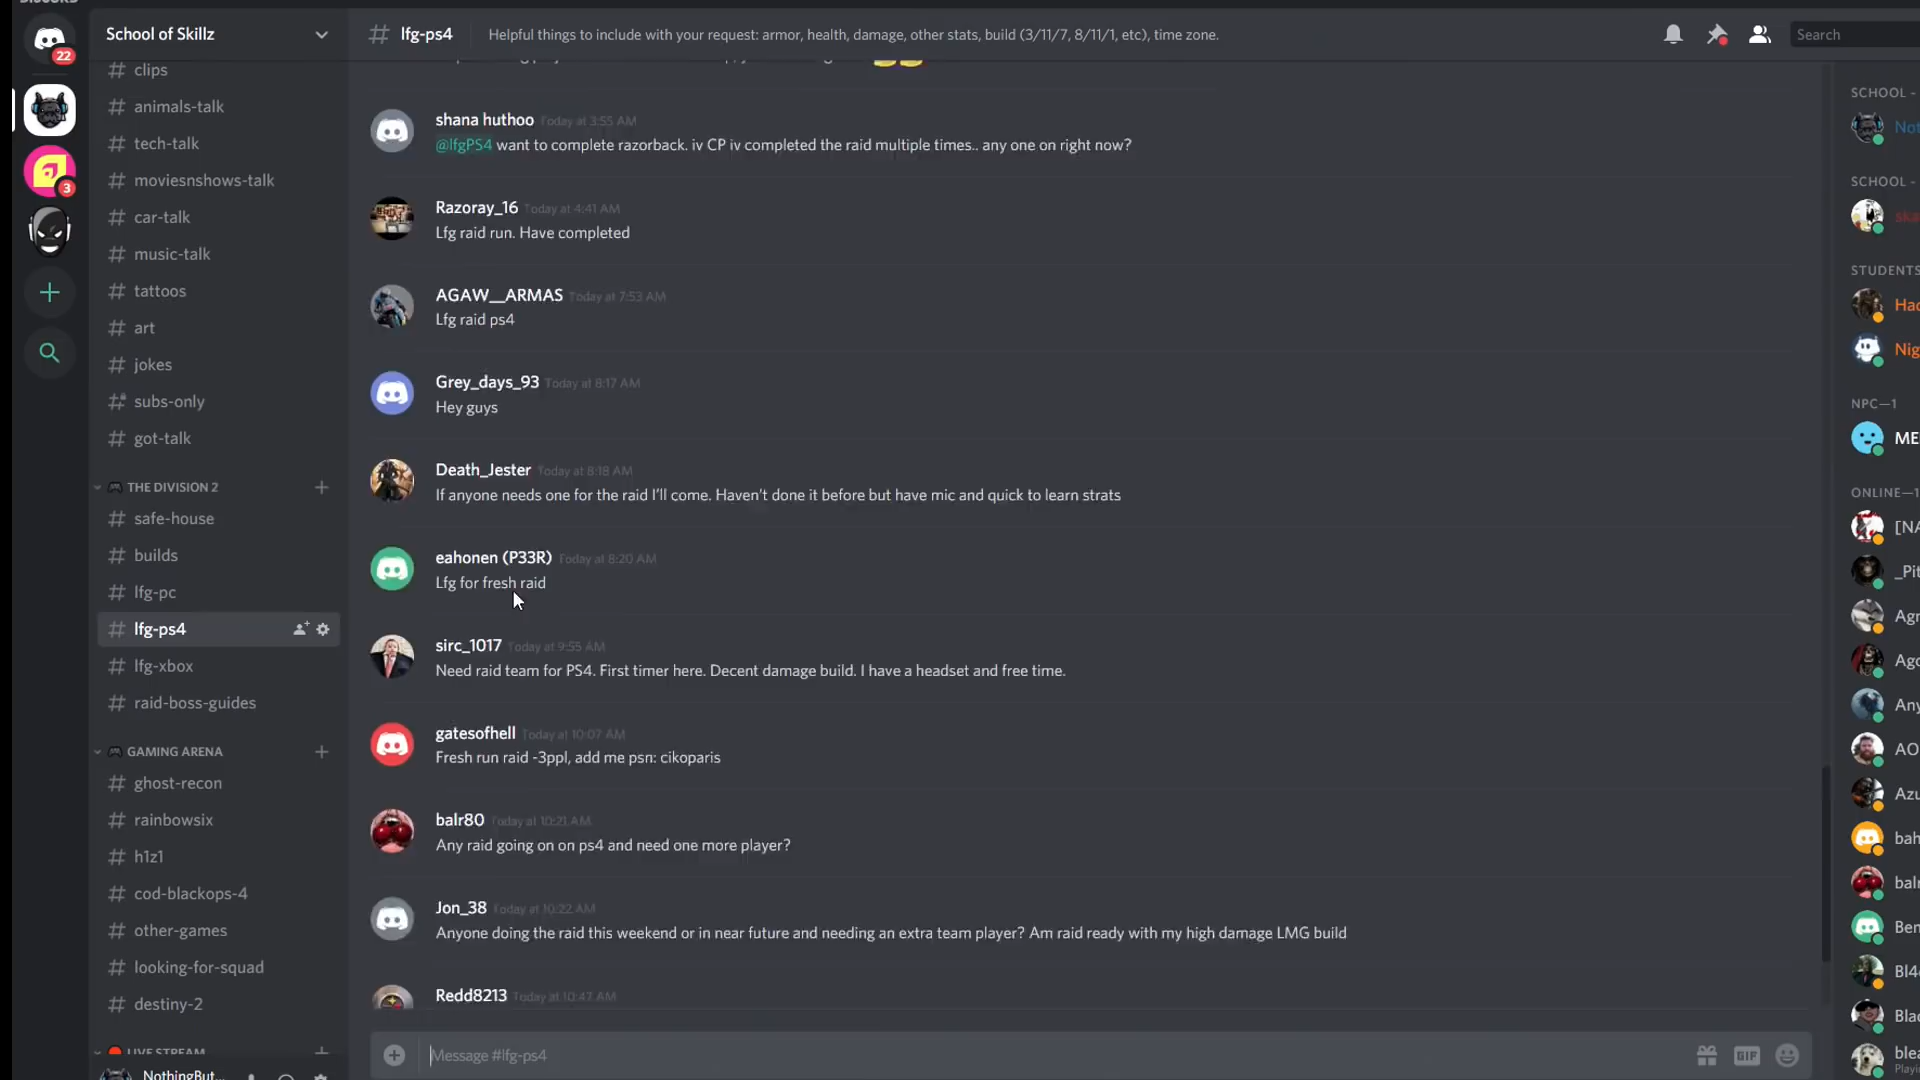 22
3
School of Skillz
clips
animals-talk
tech-talk
moviesnshows-talk
car-talk
music-talk
tattoos
art
jokes
subs-only
got-talk
THE DIVISION 2
safe-house
builds
lfg-pc
lfg-ps4
lfg-xbox
raid-boss-guides
GAMING ARENA
ghost-recon
rainbowsix
h1z1
cod-blackops-4
other-games
looking-for-squad
destiny-2
LIVE STREAM
NothingBut...
lfg-ps4 Helpful things to include with your request: armor, health, damage, other stats, build (3/11/7, 8/11/1, etc), time zone.
Search
shana huthoo Today at 3:55 AM
@lfgPS4 want to complete razorback. iv CP iv completed the raid multiple times.. any one on right now?
Razoray_16 Today at 4:41 AM
Lfg raid run. Have completed
AGAW__ARMAS Today at 7:53 AM
Lfg raid ps4
Grey_days_93 Today at 8:17 AM
Hey guys
Death_Jester Today at 8:18 AM
If anyone needs one for the raid I'll come. Haven't done it before but have mic and quick to learn strats
eahonen (P33R) Today at 8:20 AM
Lfg for fresh raid
sirc_1017 Today at 9:55 AM
Need raid team for PS4. First timer here. Decent damage build. I have a headset and free time.
gatesofhell Today at 10:07 AM
Fresh run raid -3ppl, add me psn: cikoparis
balr80 Today at 10:21 AM
Any raid going on on ps4 and need one more player?
Jon_38 Today at 10:22 AM
Anyone doing the raid this weekend or in near future and needing an extra team player? Am raid ready with my high damage LMG build
Redd8213 Today at 10:47 AM
Message #lfg-ps4
GIF
SCHOOL -
Not
SCHOOL -
ska
STUDENTS
Hac
Nig
NPC—1
ME
ONLINE—1
[NA
_Pit
Agr
Ago
Any
AO
Azu
bah
balr
Ben
Bl4
Blac
blea
Playi